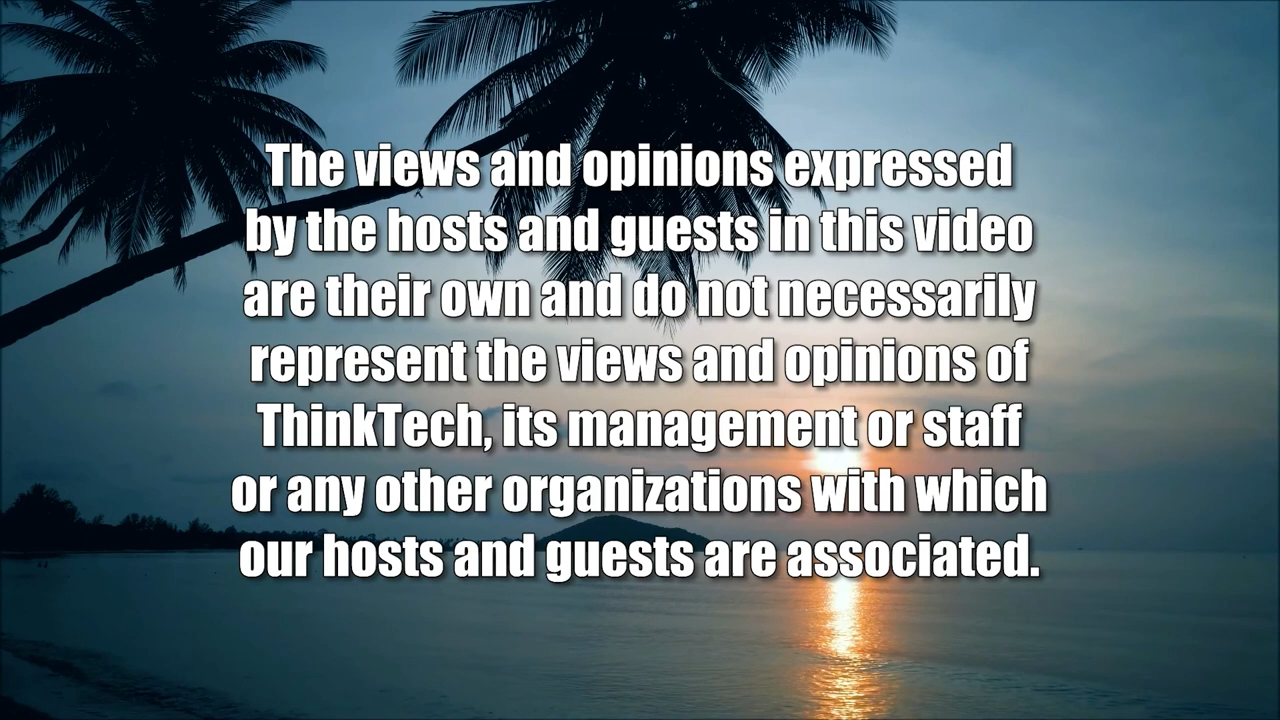 The views and opinions expressed
by the hosts and guests in this video
are their own and do not necessarily
represent the views and opinions of
ThinkTech, its management or staff
or any other organizations with which
our hosts and guests are associated.